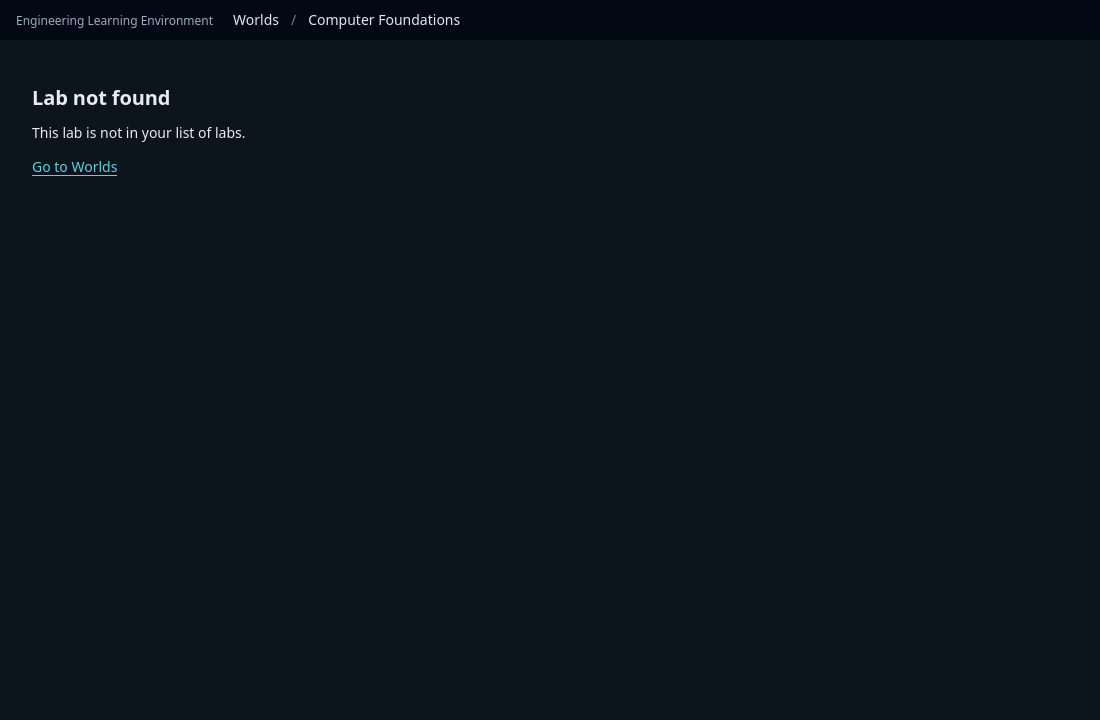 Engineering Learning Environment Worlds / Computer Foundations
Lab not found
This lab is not in your list of labs.
Go to Worlds